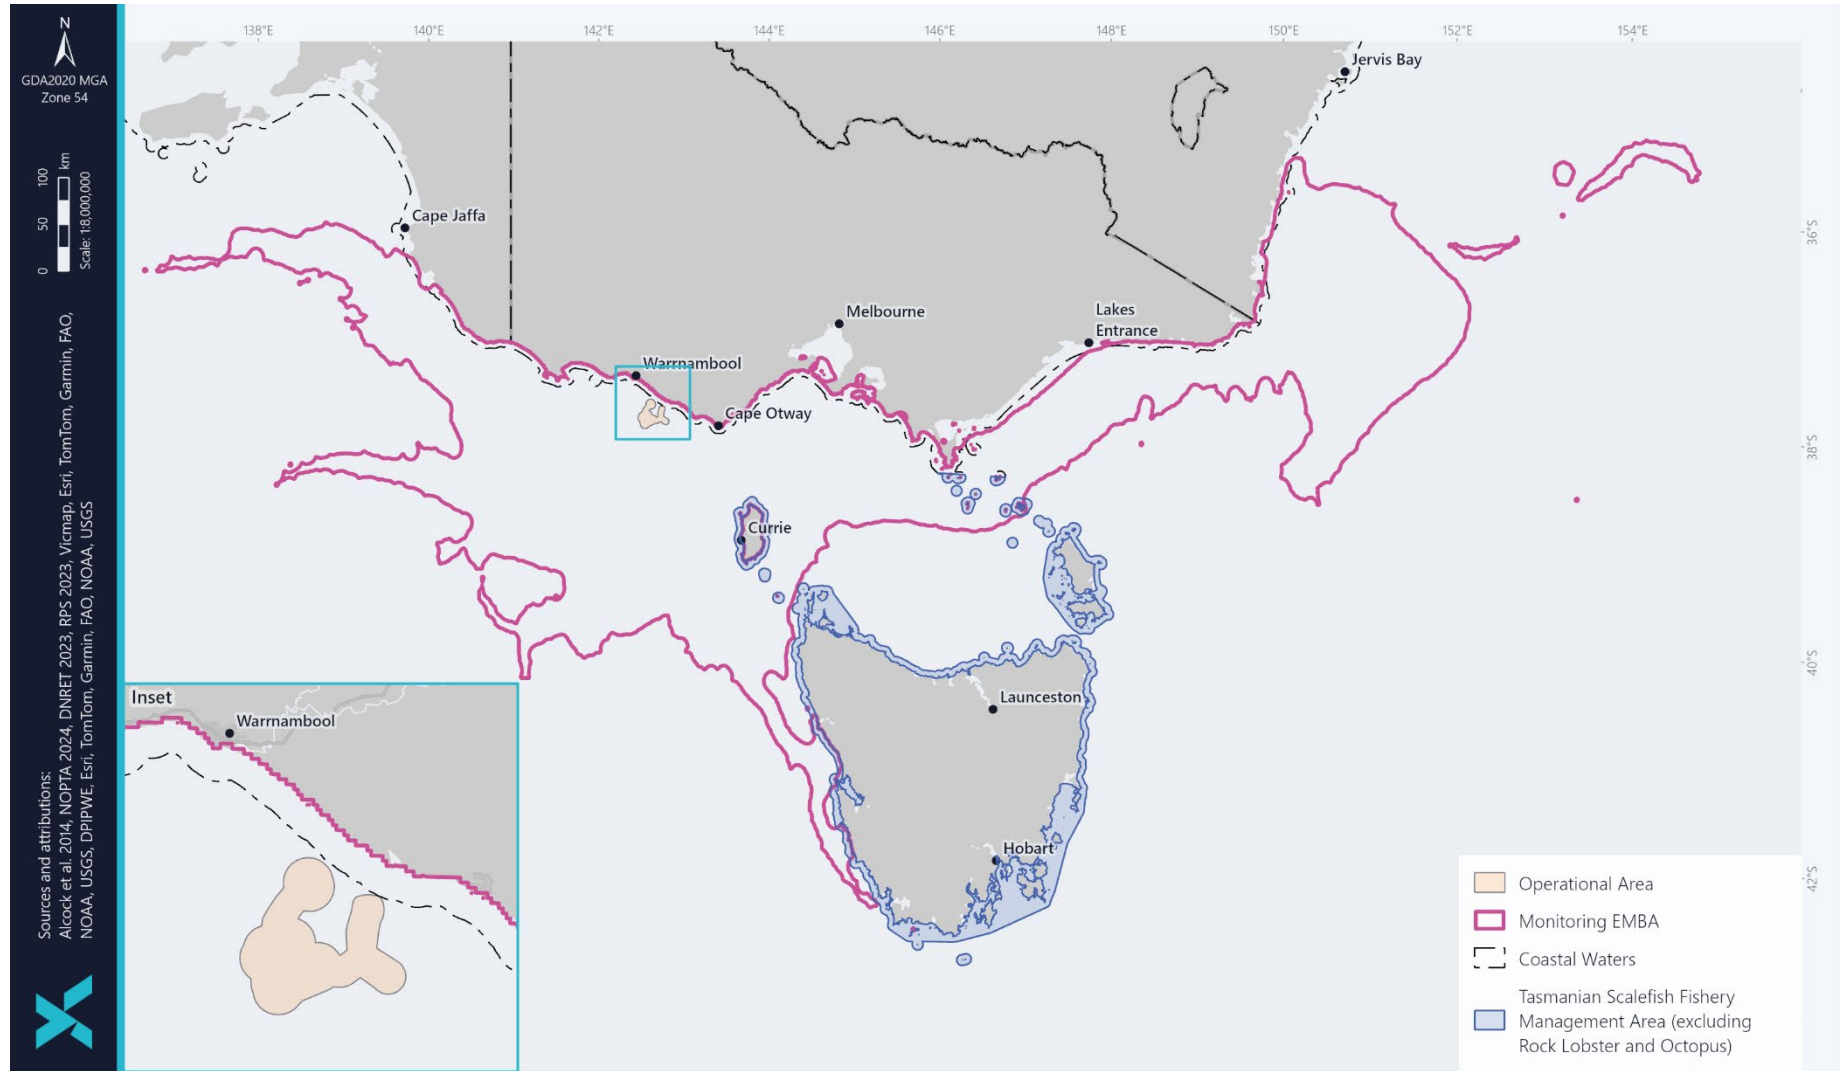 N
GDA2020 MGA
Zone 54
0 50 100 km
Scale: 1:8,000,000
Sources and attributions:
Alcock et al. 2014, NOPTA 2024, DNRET 2023, RPS 2023, Vicmap, Esri, TomTom, Garmin, FAO,
NOAA, USGS, DPIPWE, Esri, TomTom, Garmin, FAO, NOAA, USGS
138°E 140°E 142°E 144°E 146°E 148°E 150°E 152°E 154°E
Jervis Bay
Cape Jaffa
36°S
Melbourne
Lakes
Entrance
Warrnambool
Cape Otway
38°S
Currie
40°S
Launceston
Hobart
42°S
Inset
Warrnambool
Operational Area
Monitoring EMBA
Coastal Waters
Tasmanian Scalefish Fishery
Management Area (excluding
Rock Lobster and Octopus)